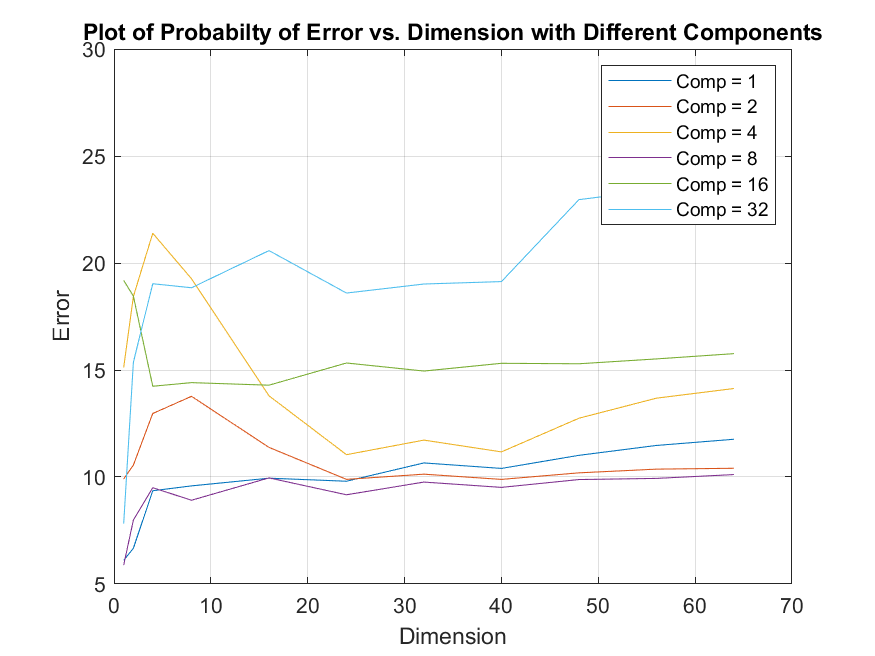 Plot of Probabilty of Error vs. Dimension with Different Components
30
25
20
15
10
5
Error
0 10 20 30 40 50 60 70
Dimension
Comp = 1
Comp = 2
Comp = 4
Comp = 8
Comp = 16
Comp = 32